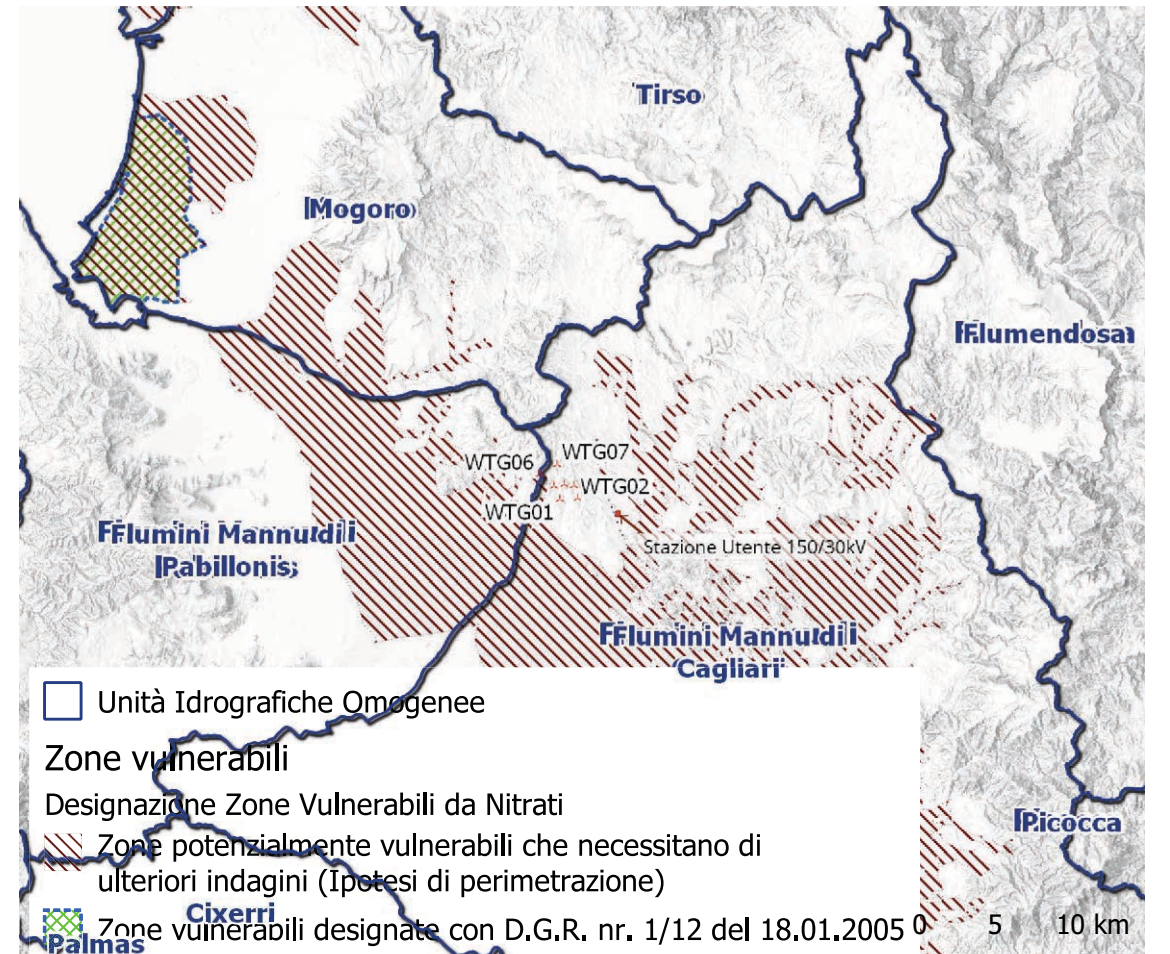 Tirso
Mogoro
Flumendosa
WTG07
WTG06
WTG02
WTG01
Flumini Mannu di
Pabillonis
Stazione Utente 150/30kV
Flumini Mannu di
Cagliari
Unità Idrografiche Omogenee
Zone vulnerabili
Designazione Zone Vulnerabili da Nitrati
Picocca
Zone potenzialmente vulnerabili che necessitano di
ulteriori indagini (Ipotesi di perimetrazione)
Cixerri
Zone vulnerabili designate con D.G.R. nr. 1/12 del 18.01.2005
0 5 10 km
Palmas